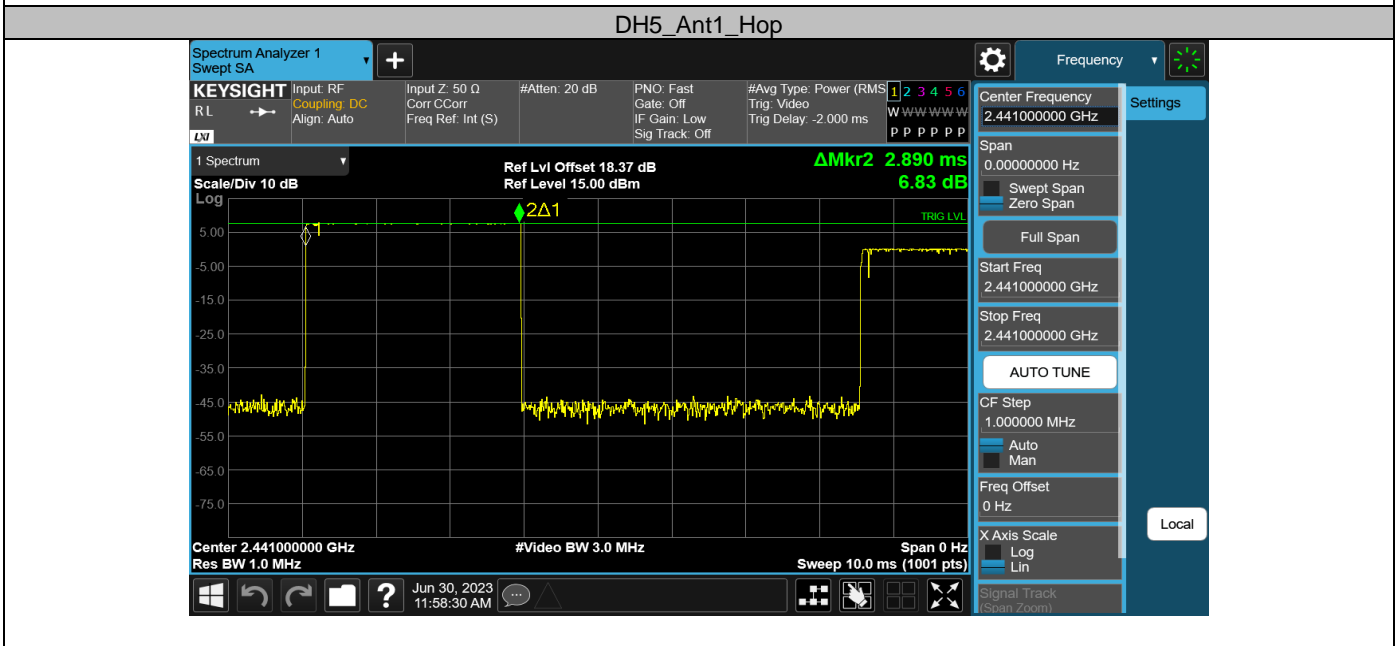 DH5_Ant1_Hop
Spectrum Analyzer 1
Swept SA
Frequency
KEYSIGHT
RL
LXI
Input: RF
Coupling: DC
Align: Auto
Input Z: 50 Ω
Corr CCorr
Freq Ref: Int (S)
#Atten: 20 dB
PNO: Fast
Gate: Off
IF Gain: Low
Sig Track: Off
#Avg Type: Power (RMS
Trig: Video
Trig Delay: -2.000 ms
1 2 3 4 5 6
W W W W W W
P P P P P P
1 Spectrum
Scale/Div 10 dB
Log
Ref Lvl Offset 18.37 dB
Ref Level 15.00 dBm
ΔMkr2 2.890 ms
6.83 dB
2Δ1
TRIG LVL
5.00
-5.00
-15.0
-25.0
-35.0
-45.0
-55.0
-65.0
-75.0
Center 2.441000000 GHz
Res BW 1.0 MHz
#Video BW 3.0 MHz
Span 0 Hz
Sweep 10.0 ms (1001 pts)
Center Frequency
2.441000000 GHz
Settings
Span
0.00000000 Hz
Swept Span
Zero Span
Full Span
Start Freq
2.441000000 GHz
Stop Freq
2.441000000 GHz
AUTO TUNE
CF Step
1.000000 MHz
Auto
Man
Freq Offset
0 Hz
X Axis Scale
Log
Lin
Local
Signal Track
(Span Zoom)
?
Jun 30, 2023
11:58:30 AM